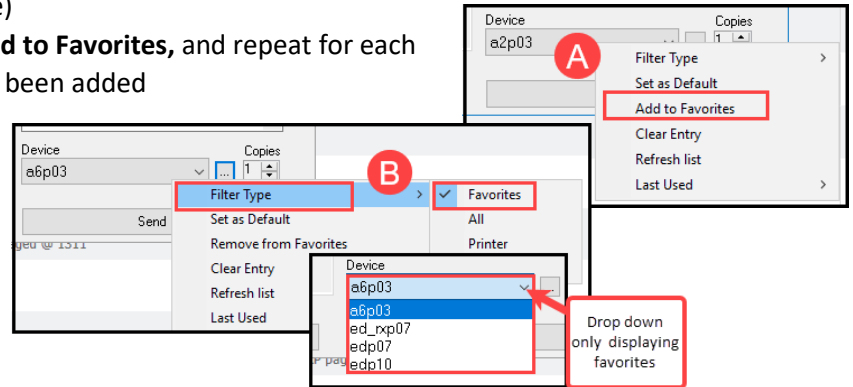 e)
d to Favorites, and repeat for each
been added
Device Copies
a2p03 1
A
Filter Type
Set as Default
Add to Favorites
Clear Entry
Refresh list
Last Used
Device Copies
a6p03 ... 1
B
Filter Type
Favorites
Send Set as Default
All
Remove from Favorites
Printer
ged @ 1311
Clear Entry
Refresh list
Last Used
Device
a6p03
a6p03
ed_rxp07
edp07
edp10
Drop down
only displaying
favorites